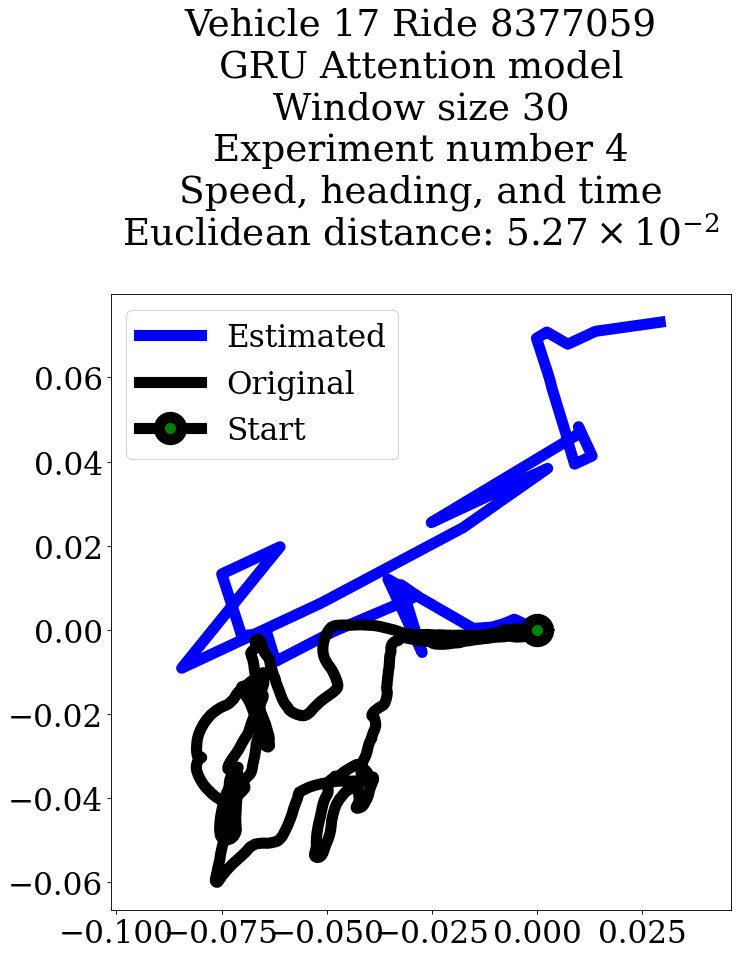 Vehicle 17 Ride 8377059
GRU Attention model
Window size 30
Experiment number 4
Speed, heading, and time
Euclidean distance: 5.27 × 10⁻²
Estimated
Original
Start
0.06
0.04
0.02
0.00
−0.02
−0.04
−0.06
−0.100 −0.075 −0.050 −0.025 0.000 0.025